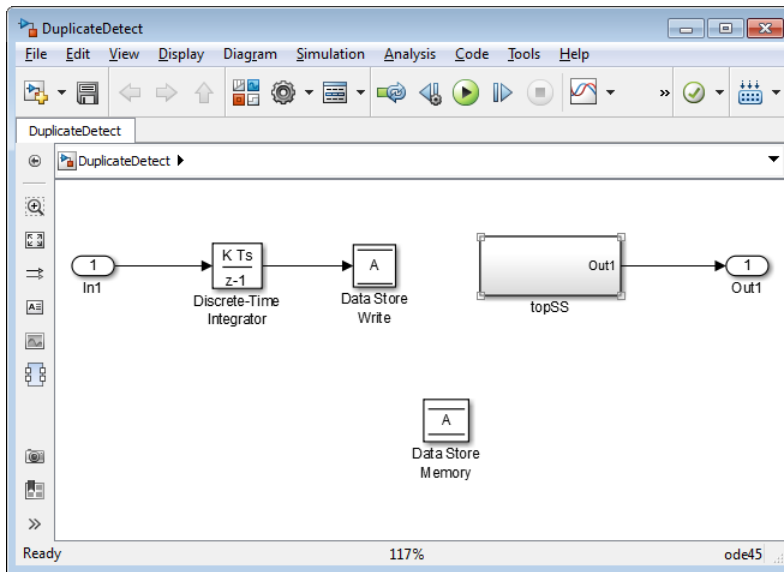 DuplicateDetect
File Edit View Display Diagram Simulation Analysis Code Tools Help
»
DuplicateDetect
DuplicateDetect
1
In1
K Ts
z-1
Discrete-Time
Integrator
A
Data Store
Write
Out1
topSS
1
Out1
A
Data Store
Memory
»
Ready 117% ode45